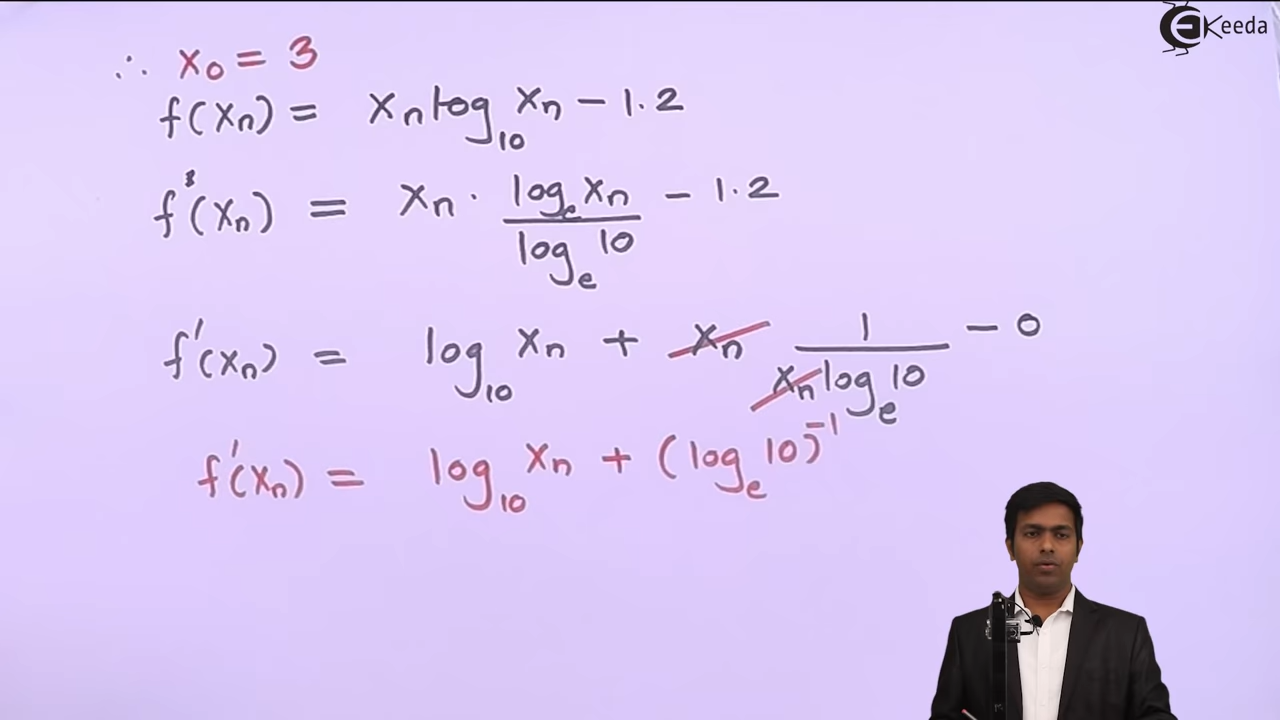 Ekeeda
∴ x₀ = 3
f(xₙ) = xₙ log₁₀ xₙ − 1.2
f'(xₙ) = xₙ · logₑ xₙ / logₑ 10 − 1.2
f'(xₙ) = log₁₀ xₙ + xₙ 1 / xₙ logₑ 10 − 0
f'(xₙ) = log₁₀ xₙ + (logₑ 10)⁻¹